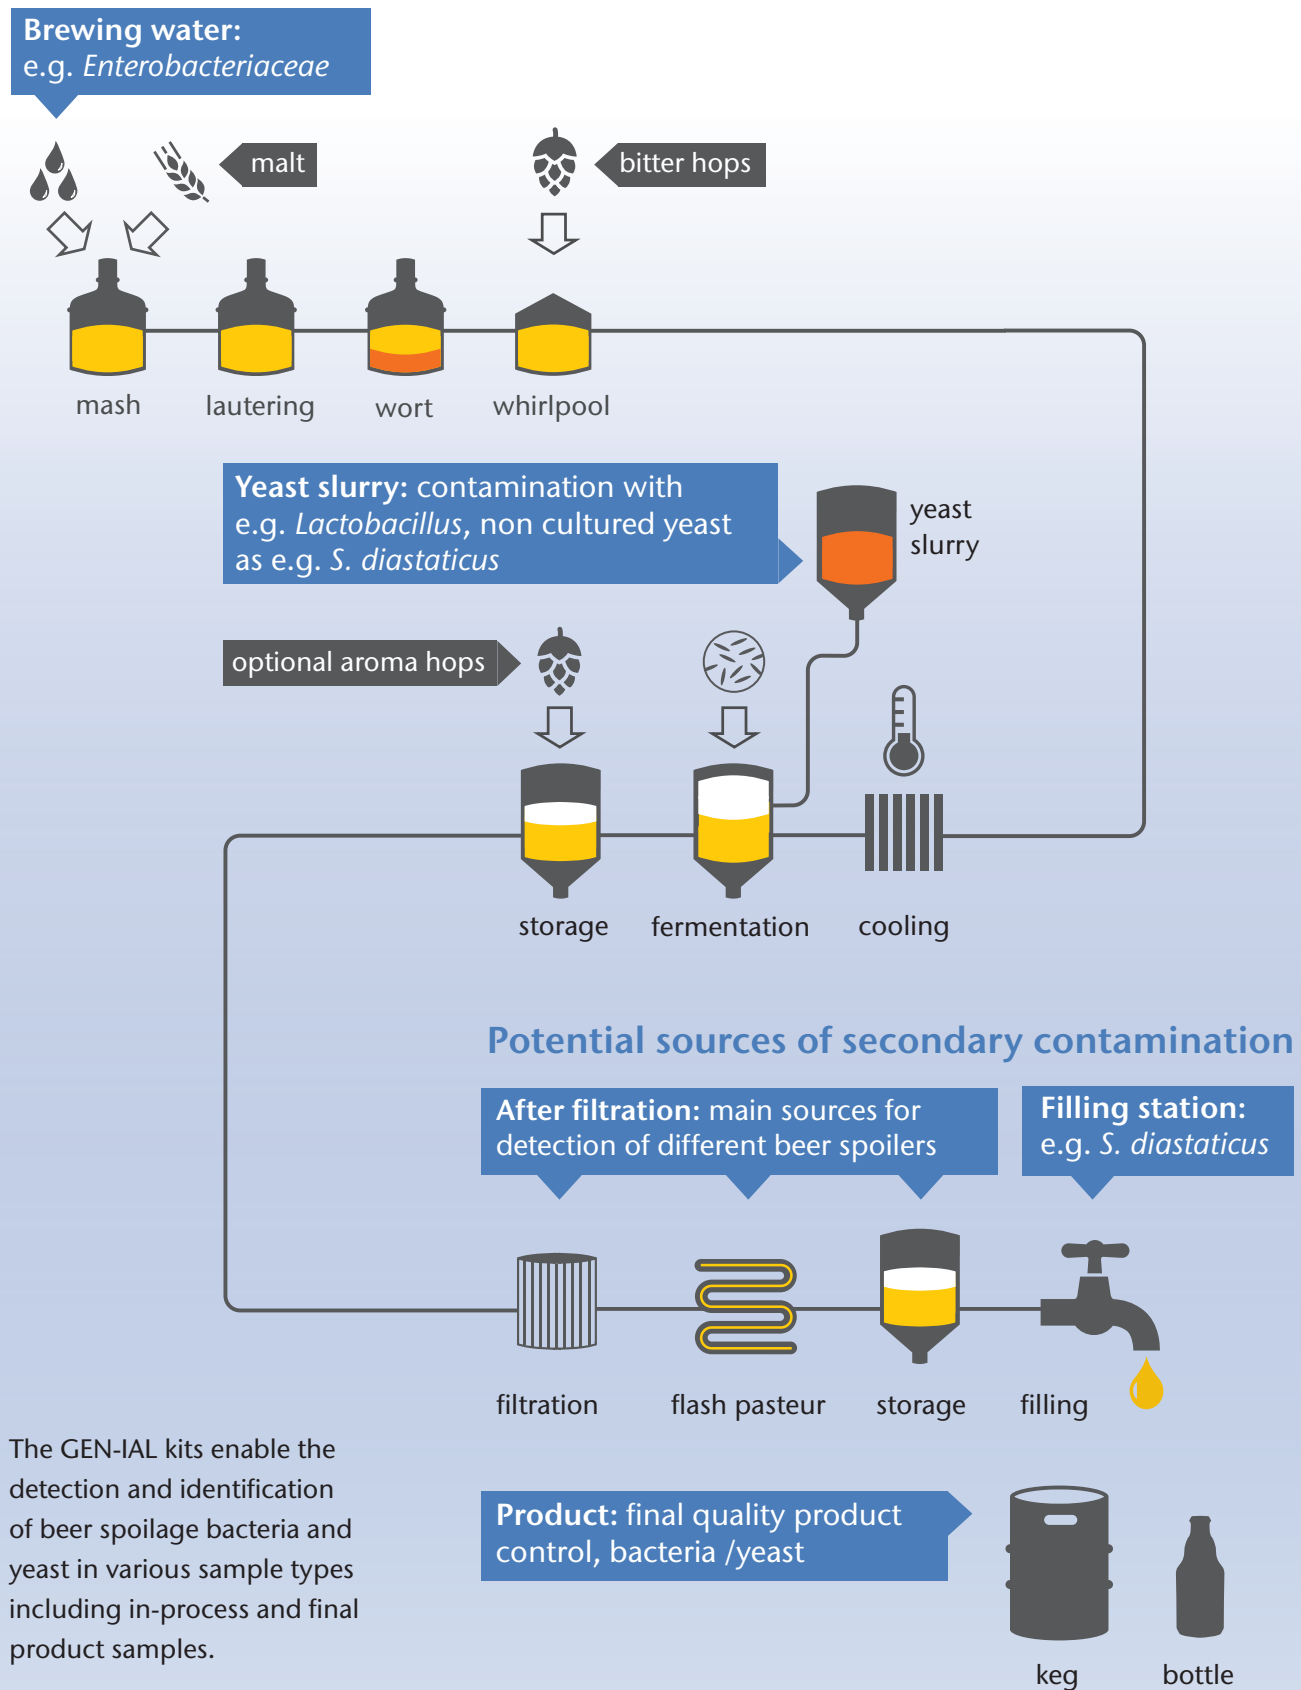 Brewing water:
e.g. Enterobacteriaceae
malt
bitter hops
mash
lautering
wort
whirlpool
Yeast slurry: contamination with
e.g. Lactobacillus, non cultured yeast
as e.g. S. diastaticus
yeast
slurry
optional aroma hops
storage
fermentation
cooling
Potential sources of secondary contamination
After filtration: main sources for
detection of different beer spoilers
Filling station:
e.g. S. diastaticus
filtration
flash pasteur
storage
filling
The GEN-IAL kits enable the
detection and identification
of beer spoilage bacteria and
yeast in various sample types
including in-process and final
product samples.
Product: final quality product
control, bacteria /yeast
keg
bottle